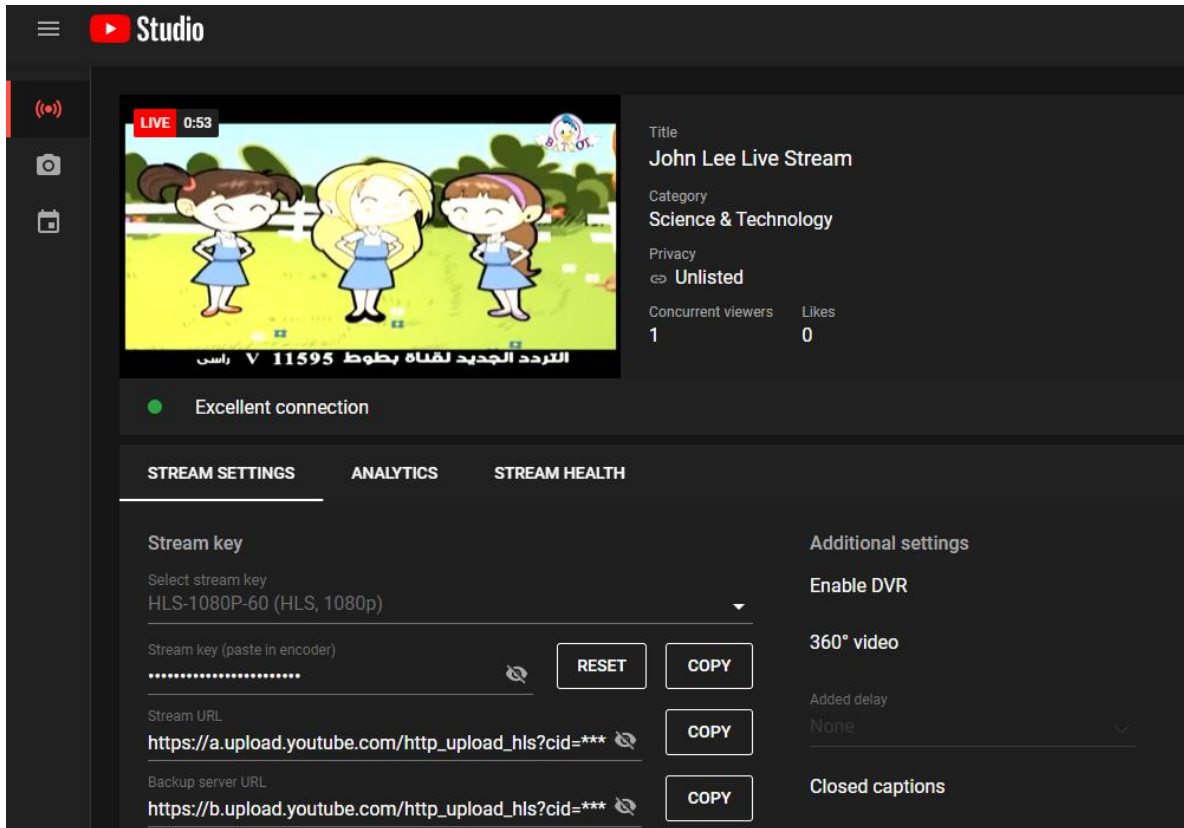 Studio
LIVE 0:53
BATOT
التردد الجديد لقناة بطوط 11595 V راسى
Title
John Lee Live Stream
Category
Science & Technology
Privacy
Unlisted
Concurrent viewers Likes
1 0
Excellent connection
STREAM SETTINGS ANALYTICS STREAM HEALTH
Stream key
Select stream key
HLS-1080P-60 (HLS, 1080p)
Stream key (paste in encoder)
•••••••••••••••••••••••• RESET COPY
Stream URL
https://a.upload.youtube.com/http_upload_hls?cid=*** COPY
Backup server URL
https://b.upload.youtube.com/http_upload_hls?cid=*** COPY
Additional settings
Enable DVR
360° video
Added delay
None
Closed captions